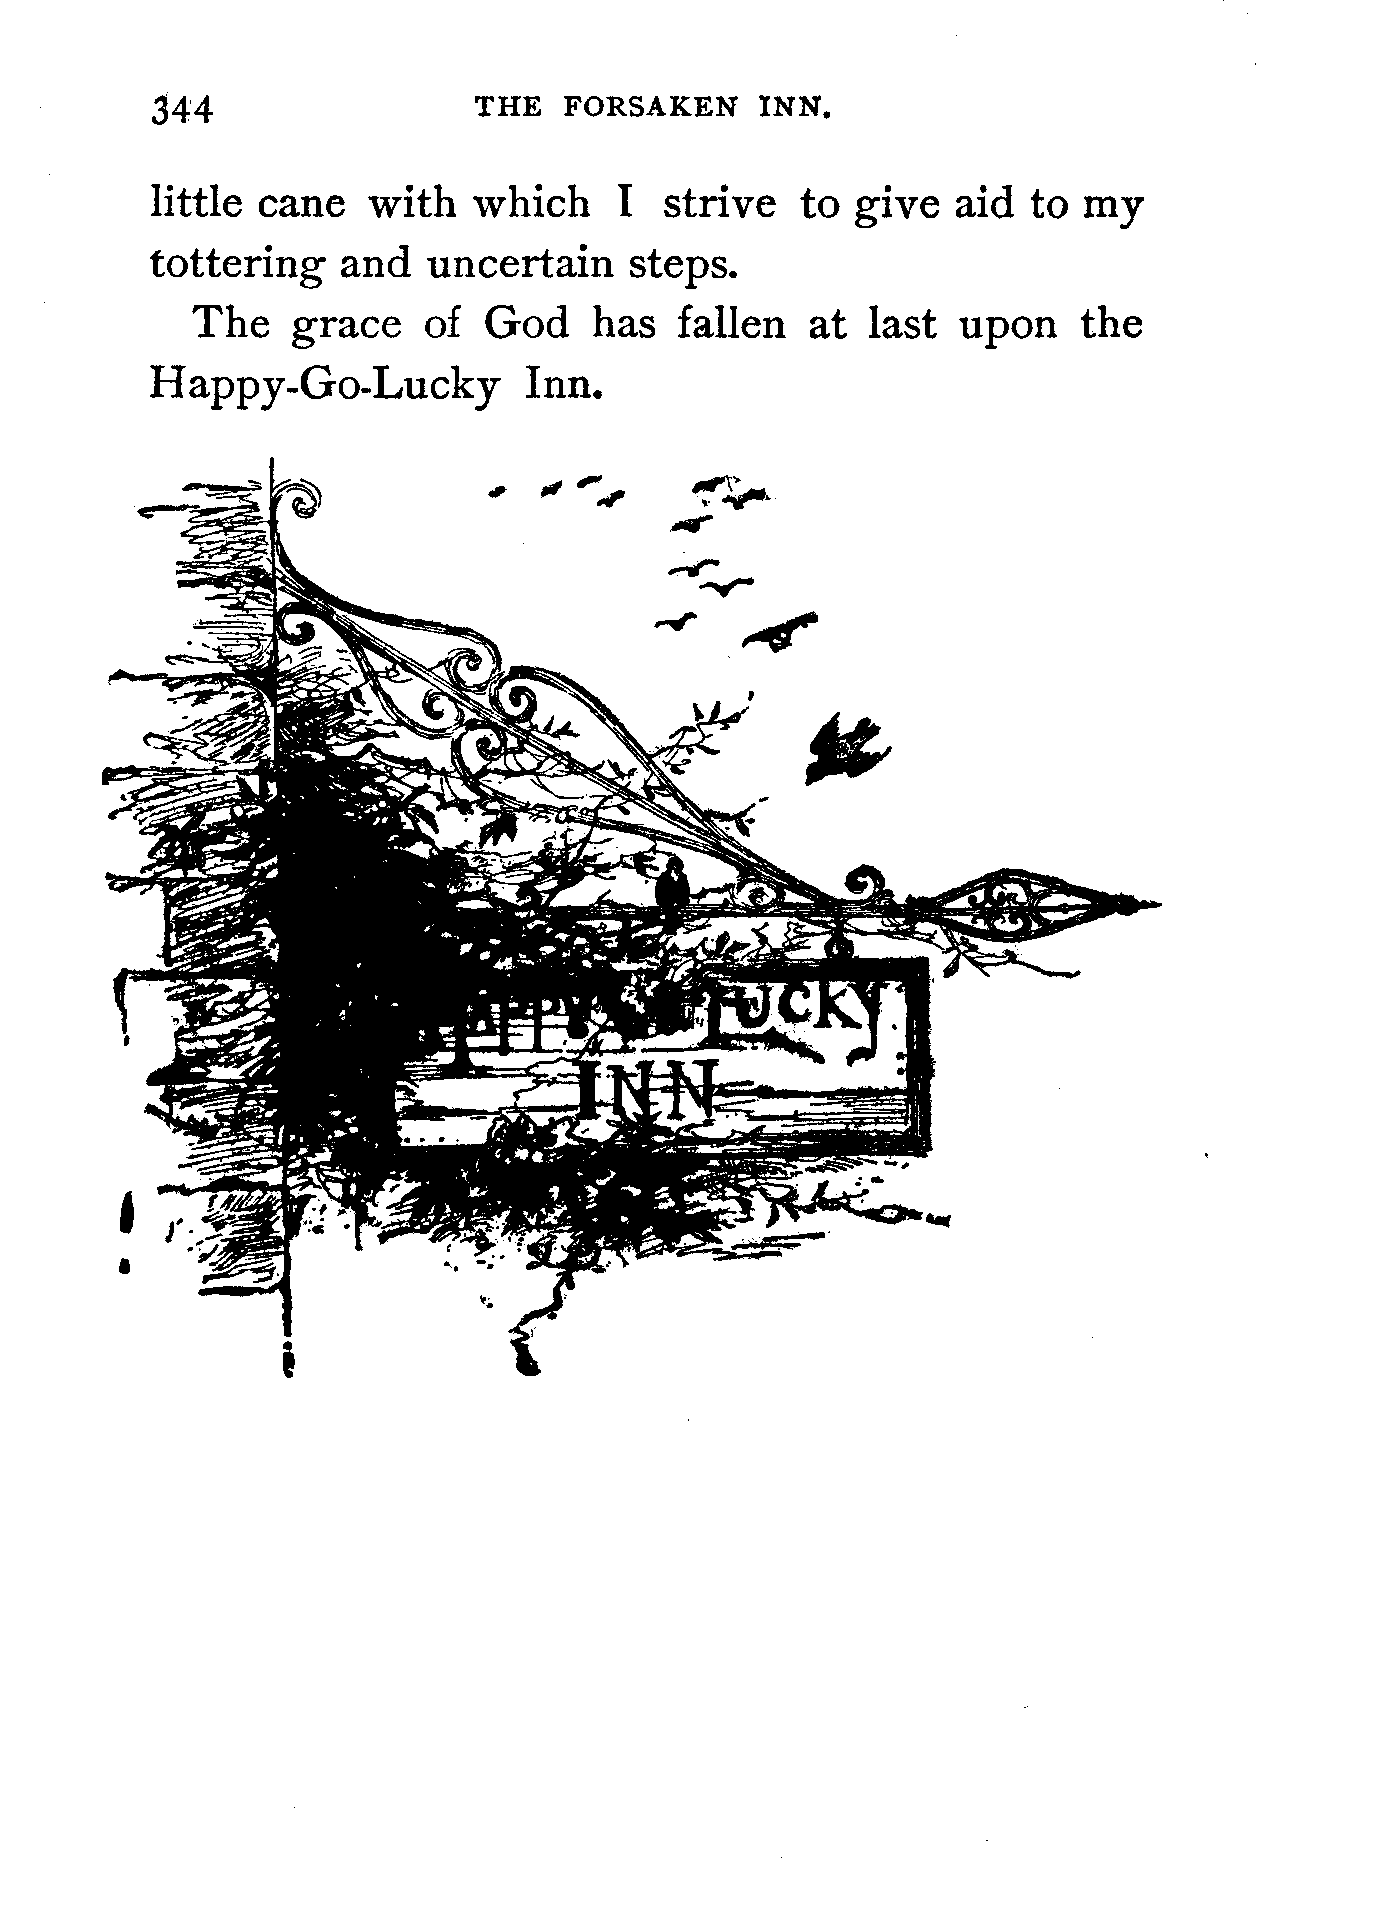 344 THE FORSAKEN INN.
little cane with which I strive to give aid to my
tottering and uncertain steps.
The grace of God has fallen at last upon the
Happy-Go-Lucky Inn.
LUCKY
INN